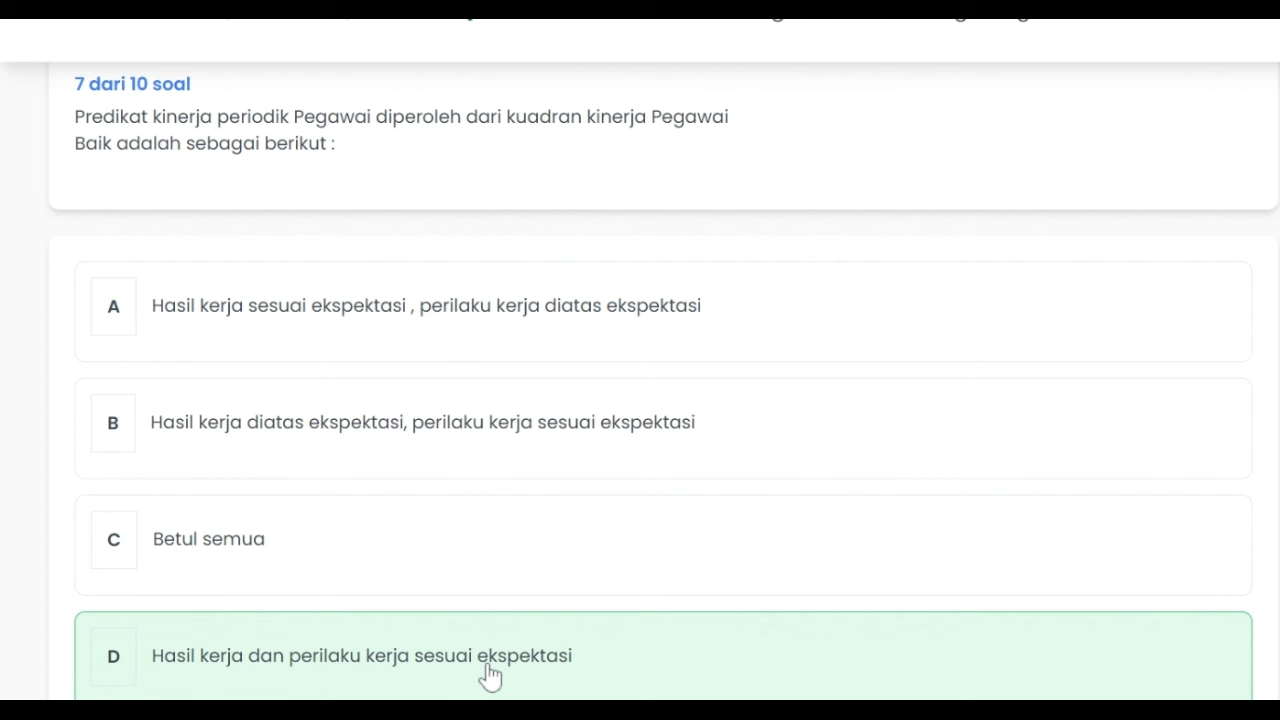 7 dari 10 soal
Predikat kinerja periodik Pegawai diperoleh dari kuadran kinerja Pegawai
Baik adalah sebagai berikut :
A Hasil kerja sesuai ekspektasi , perilaku kerja diatas ekspektasi
B Hasil kerja diatas ekspektasi, perilaku kerja sesuai ekspektasi
C Betul semua
D Hasil kerja dan perilaku kerja sesuai ekspektasi